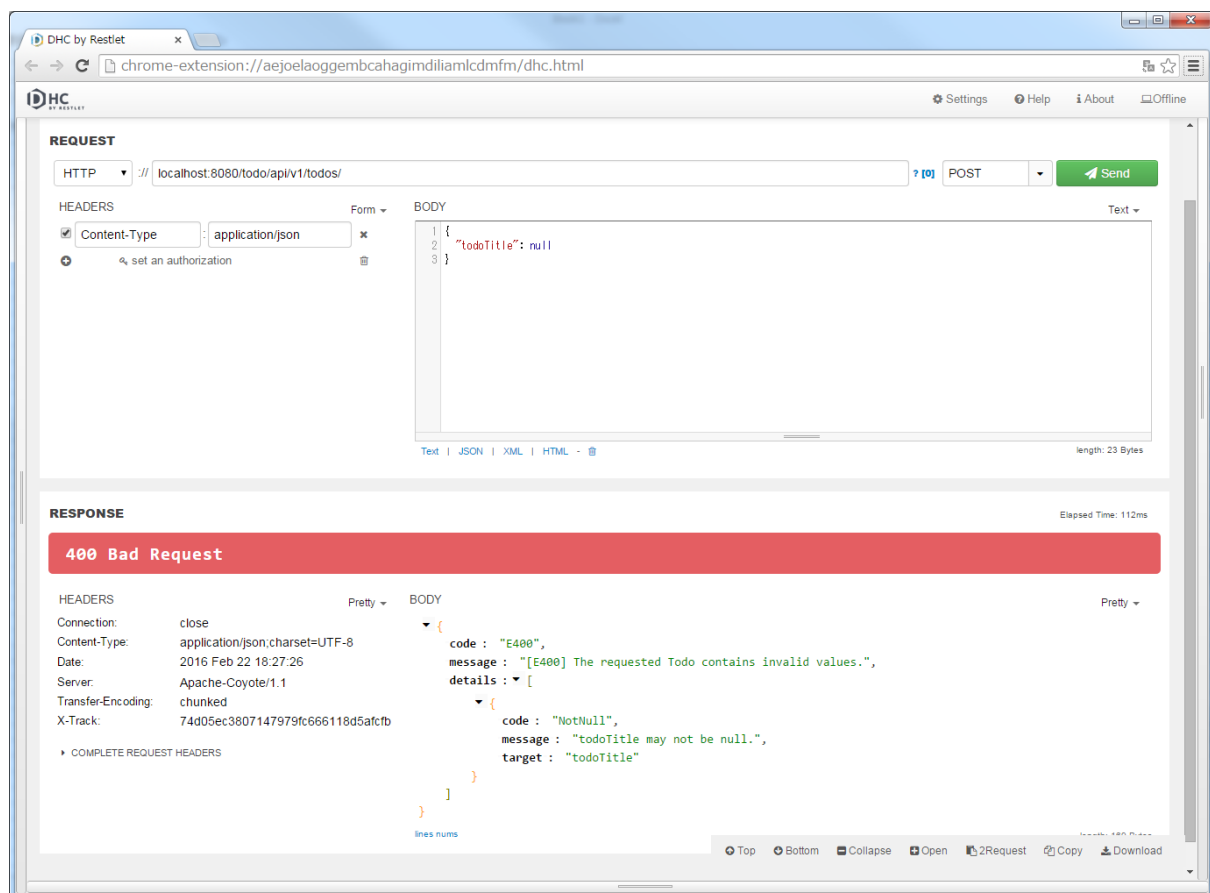 DHC by Restlet
chrome-extension://aejoelaoggembcahagimdiliamlcdmfm/dhc.html
DHC BY RESTLET
Settings Help About Offline
REQUEST
HTTP :// localhost:8080/todo/api/v1/todos/ ? [0] POST Send
HEADERS Form BODY Text
Content-Type : application/json
set an authorization
1 {
2 "todoTitle": null
3 }
Text | JSON | XML | HTML - length: 23 Bytes
RESPONSE Elapsed Time: 112ms
400 Bad Request
HEADERS Pretty BODY Pretty
Connection: close
Content-Type: application/json;charset=UTF-8
Date: 2016 Feb 22 18:27:26
Server: Apache-Coyote/1.1
Transfer-Encoding: chunked
X-Track: 74d05ec3807147979fc666118d5afcfb
COMPLETE REQUEST HEADERS
{
code : "E400",
message : "[E400] The requested Todo contains invalid values.",
details : [
{
code : "NotNull",
message : "todoTitle may not be null.",
target : "todoTitle"
}
]
}
lines nums
Top Bottom Collapse Open 2Request Copy Download